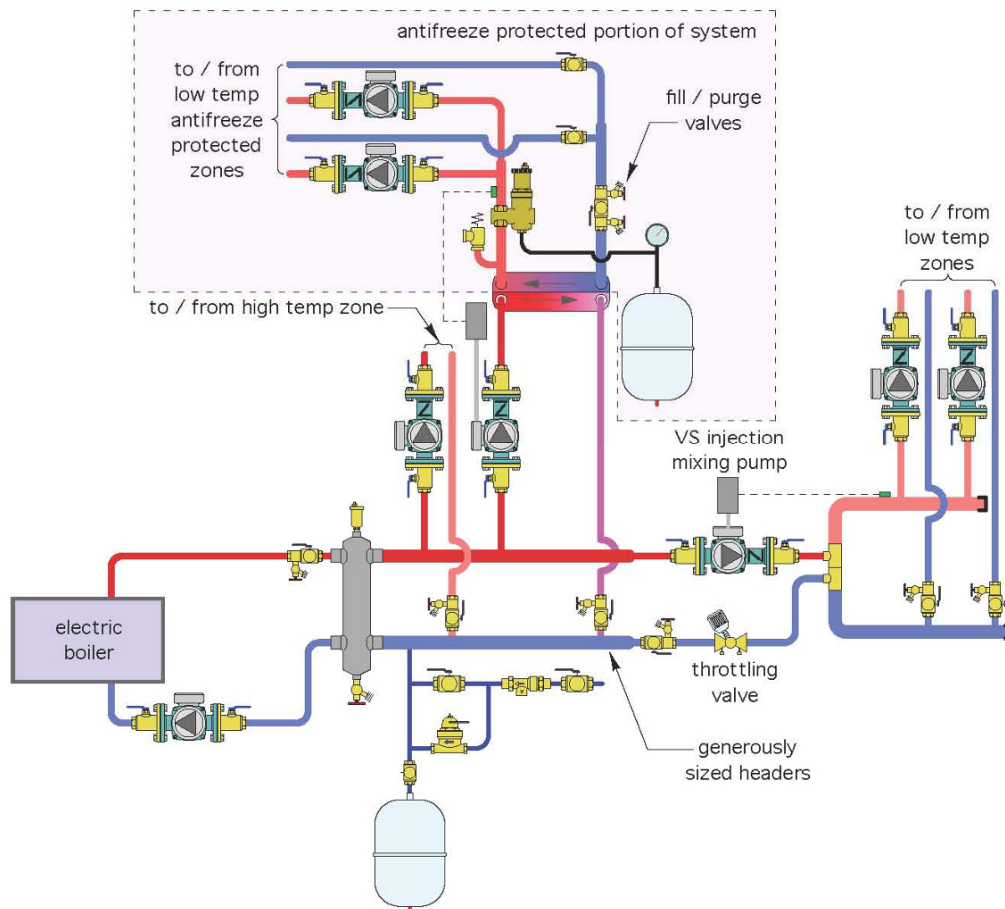 antifreeze protected portion of system
to / from
low temp
antifreeze
protected
zones
fill / purge
valves
to / from
low temp
zones
to / from high temp zone
VS injection
mixing pump
electric
boiler
throttling
valve
generously
sized headers